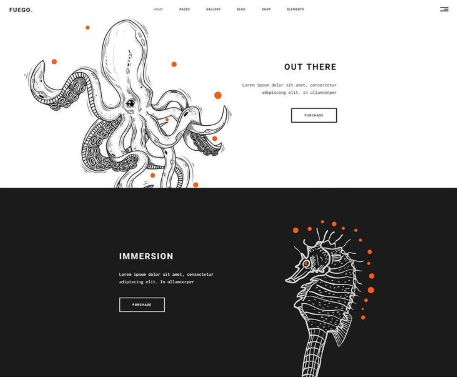 FUEGO.
HOME PAGES GALLERY BLOG SHOP ELEMENTS
OUT THERE
Lorem ipsum dolor sit amet, consectetur
adipiscing elit. In ullamcorper
PURCHASE
IMMERSION
Lorem ipsum dolor sit amet, consectetur
adipiscing elit. In ullamcorper
PURCHASE